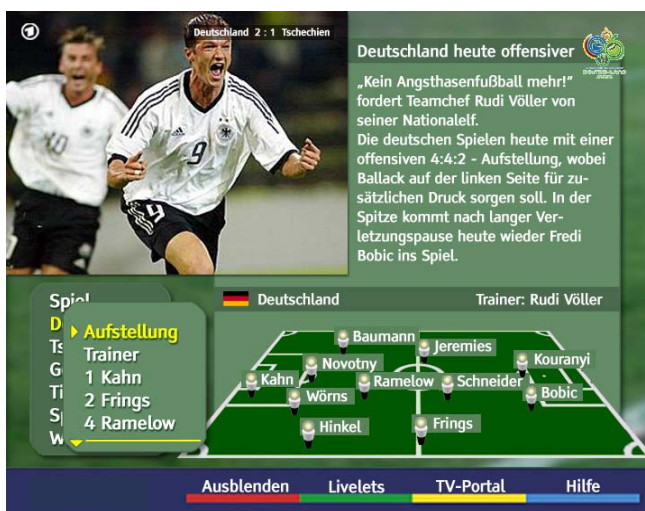 Deutschland 2 : 1 Tschechien
9
9
Deutschland heute offensiver
„Kein Angsthasenfußball mehr!"
fordert Teamchef Rudi Völler von
seiner Nationalelf.
Die deutschen Spielen heute mit einer
offensiven 4:4:2 - Aufstellung, wobei
Ballack auf der linken Seite für zu-
sätzlichen Druck sorgen soll. In der
Spitze kommt nach langer Ver-
letzungspause heute wieder Fredi
Bobic ins Spiel.
Spiel
Aufstellung
Trainer
1 Kahn
2 Frings
4 Ramelow
Deutschland
Trainer: Rudi Völler
Baumann
Jeremies
Novotny
Kouranyi
Kahn
Ramelow
Schneider
Wörns
Bobic
Hinkel
Frings
Ausblenden
Livelets
TV-Portal
Hilfe